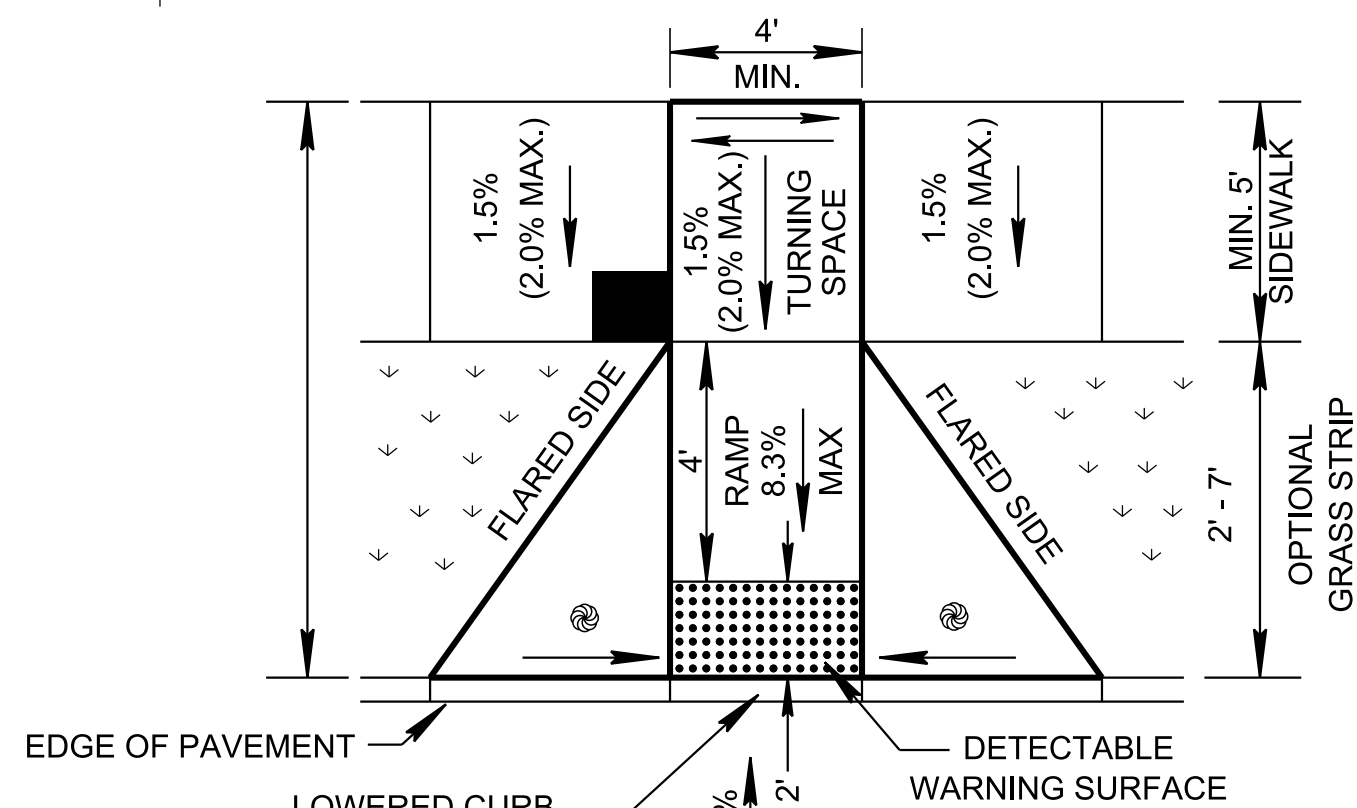 4'
MIN.
1.5%
(2.0% MAX.)
1.5%
(2.0% MAX.)
TURNING
SPACE
1.5%
(2.0% MAX.)
MIN. 5'
SIDEWALK
FLARED SIDE
4'
RAMP
8.3%
MAX
FLARED SIDE
2' - 7'
OPTIONAL
GRASS STRIP
EDGE OF PAVEMENT
DETECTABLE
WARNING SURFACE
LOWERED CURB
%
2'